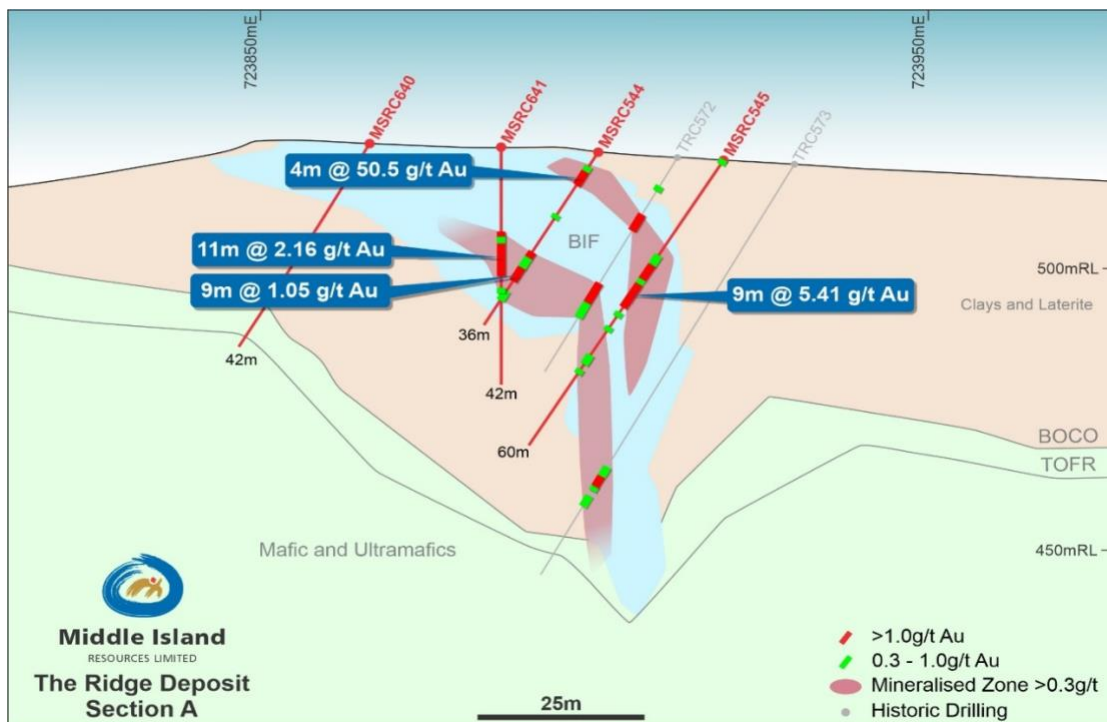 723850mE
723950mE
MSRC640
MSRC641
MSRC544
TRC572
MSRC545
TRC573
4m @ 50.5 g/t Au
11m @ 2.16 g/t Au
9m @ 1.05 g/t Au
BIF
9m @ 5.41 g/t Au
500mRL
Clays and Laterite
36m
42m
42m
60m
BOCO
TOFR
Mafic and Ultramafics
450mRL
Middle Island
RESOURCES LIMITED
The Ridge Deposit
Section A
25m
>1.0g/t Au
0.3 - 1.0g/t Au
Mineralised Zone >0.3g/t
Historic Drilling